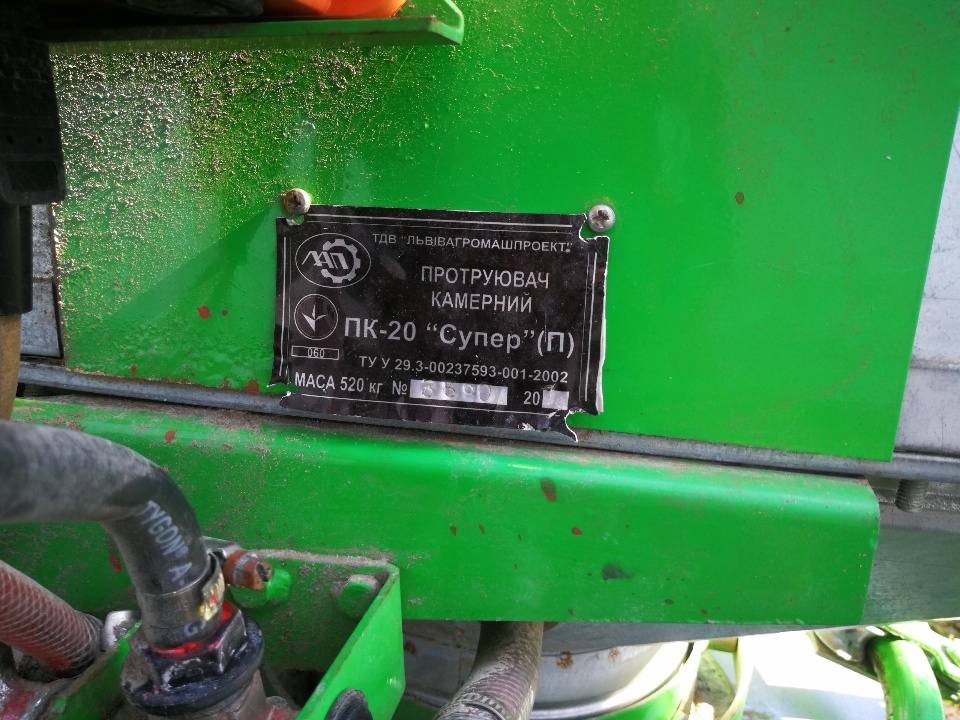 ТДВ "ЛЬВІВАГРОМАШПРОЕКТ"
ЛАП
ПРОТРУЮВАЧ
КАМЕРНИЙ
ПК-20 "Супер"(П)
060
ТУ У 29.3-00237593-001-2002
МАСА 520 КГ № 20
TYGON® A